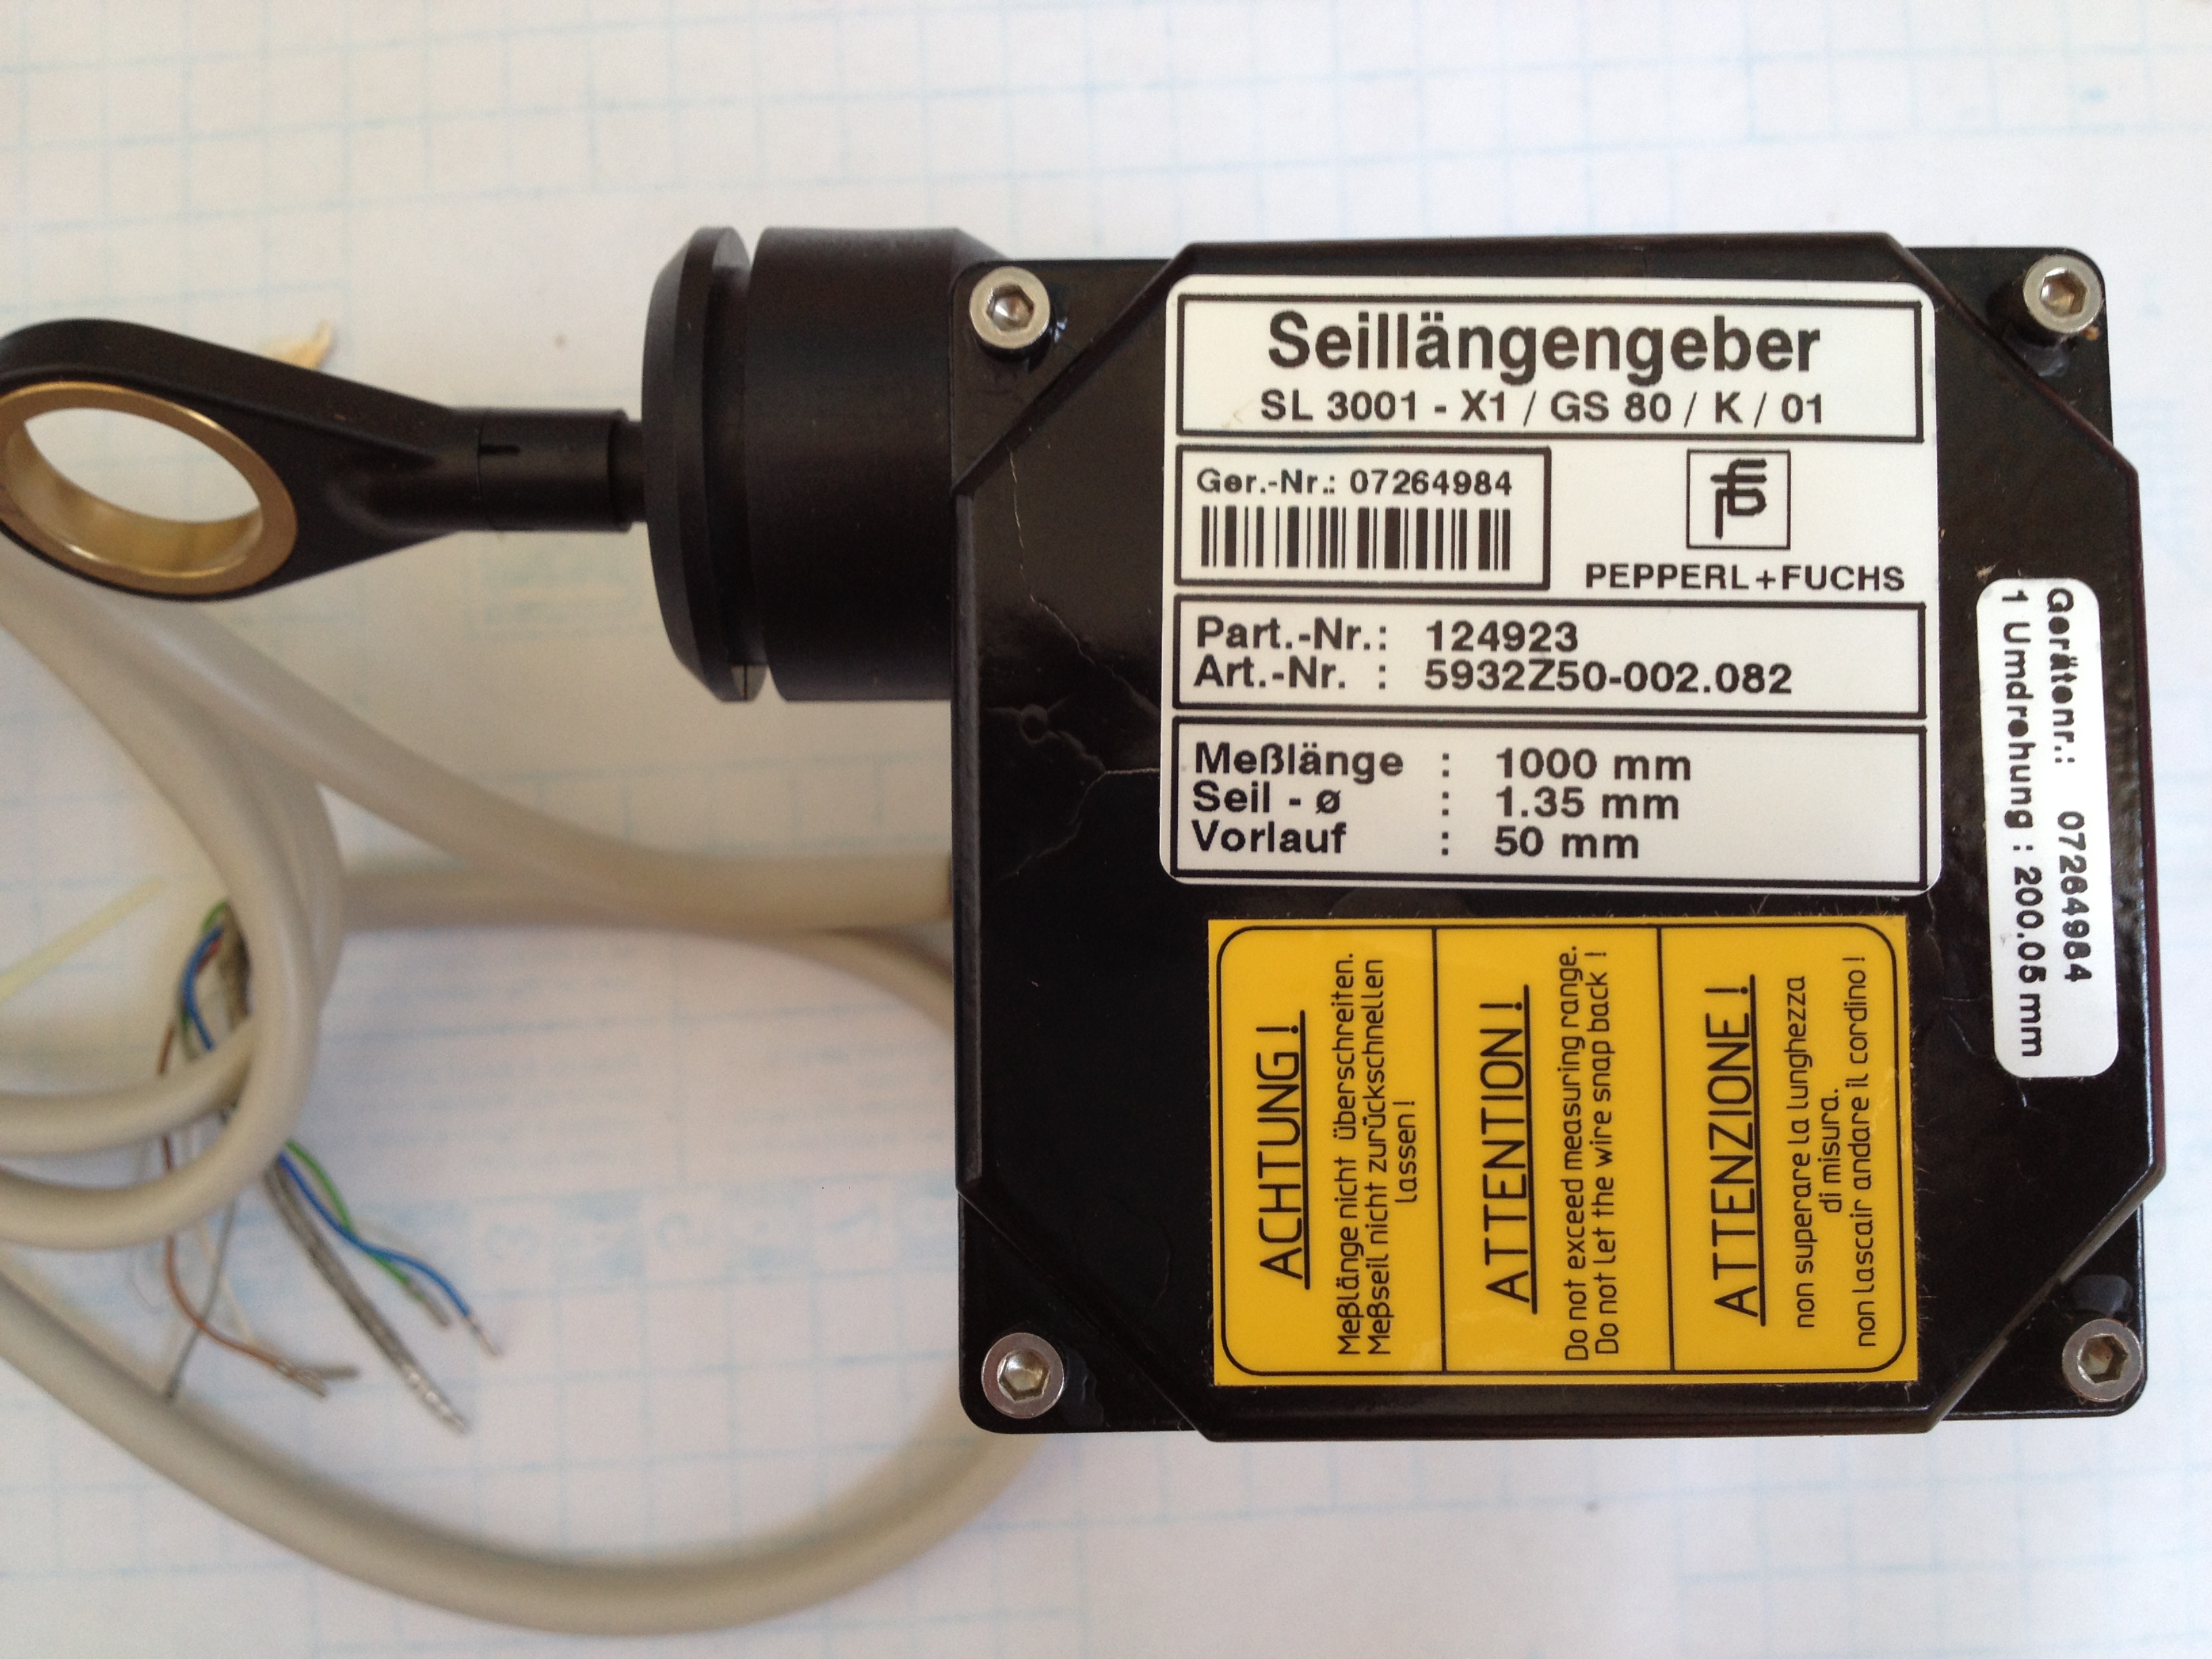 Seillängengeber
SL 3001 - X1 / GS 80 / K / 01
Ger.-Nr.: 07264984
PEPPERL+FUCHS
Part.-Nr.: 124923
Art.-Nr. : 5932Z50-002.082
Meßlänge : 1000 mm
Seil - ø : 1.35 mm
Vorlauf : 50 mm
Gerätenr.: 07264984
1 Umdrehung : 200.05 mm
ACHTUNG !
Meßlänge nicht überschreiten.
Meßseil nicht zurückschnellen
lassen !
ATTENTION !
Do not exceed measuring range.
Do not let the wire snap back !
ATTENZIONE !
non superare la lunghezza
di misura.
non lascair andare il cordino !